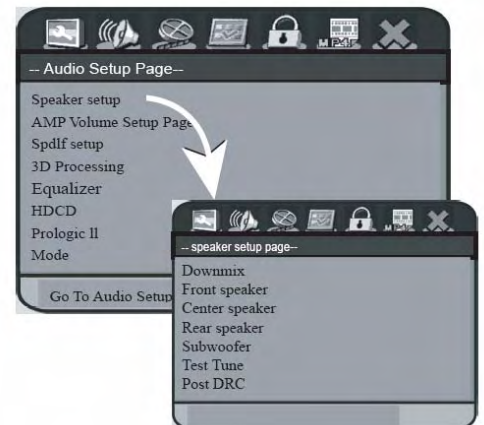 MP4
-- Audio Setup Page--
Speaker setup
AMP Volume Setup Page
Spdlf setup
3D Processing
Equalizer
HDCD
Prologic ll
Mode
Go To Audio Setup
-- speaker setup page--
Downmix
Front speaker
Center speaker
Rear speaker
Subwoofer
Test Tune
Post DRC